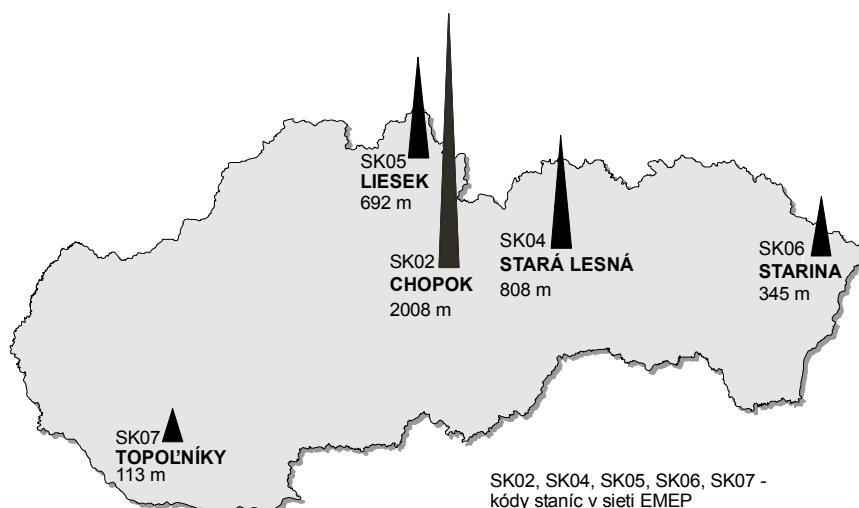 SK05
LIESEK
692 m
SK02
CHOPOK
2008 m
SK04
STARÁ LESNÁ
808 m
SK06
STARINA
345 m
SK07
TOPOĽNÍKY
113 m
SK02, SK04, SK05, SK06, SK07 -
kódy staníc v sieti EMEP